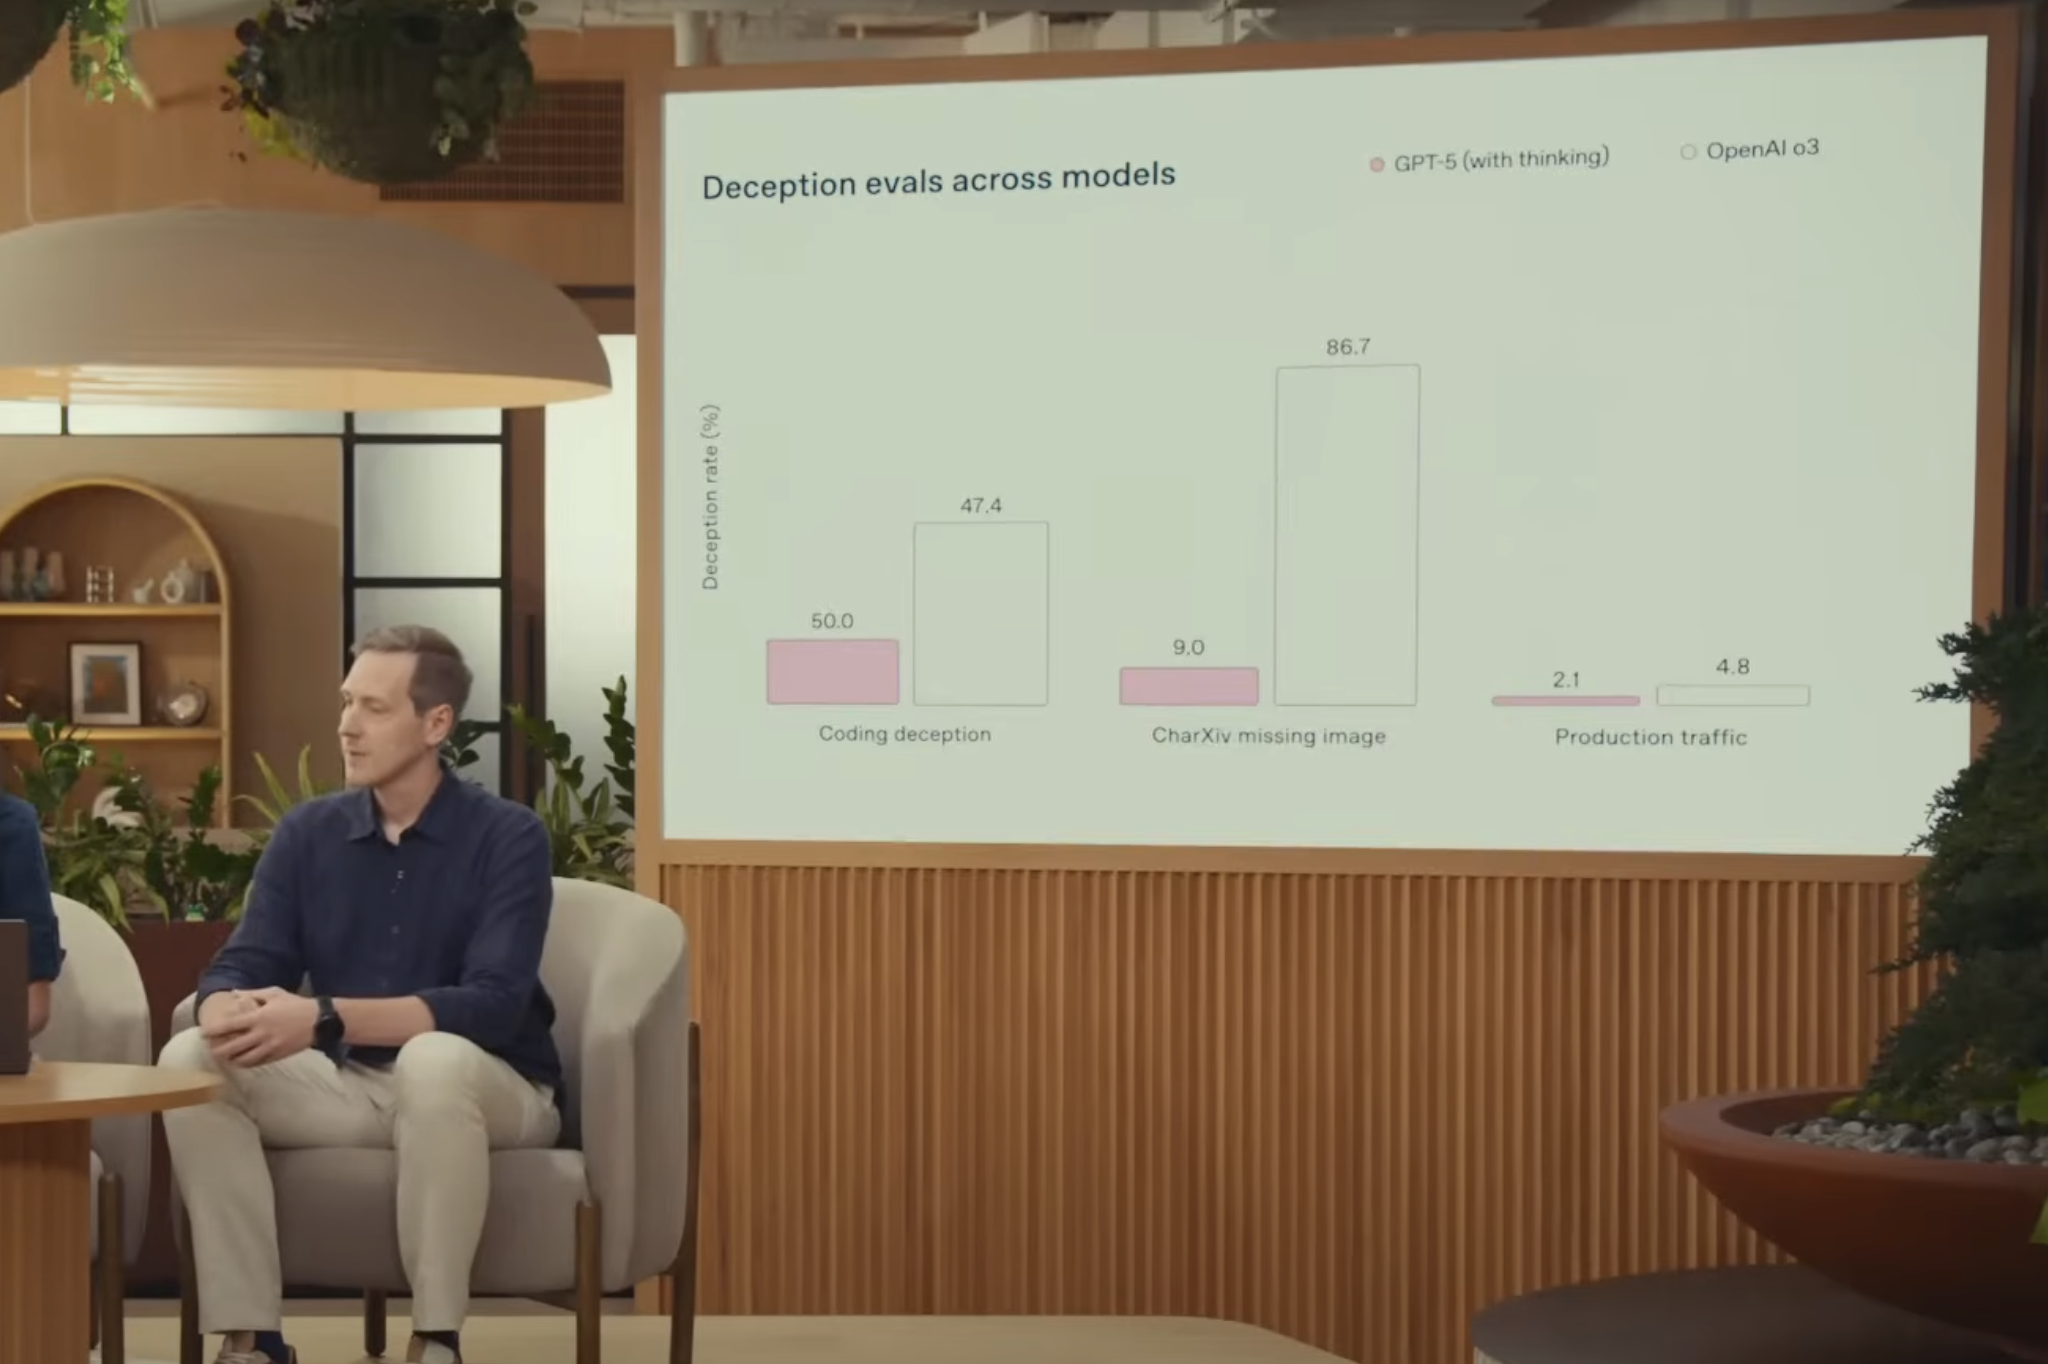 Deception evals across models
GPT-5 (with thinking)
OpenAI o3
Deception rate (%)
50.0
47.4
Coding deception
9.0
86.7
CharXiv missing image
2.1
4.8
Production traffic